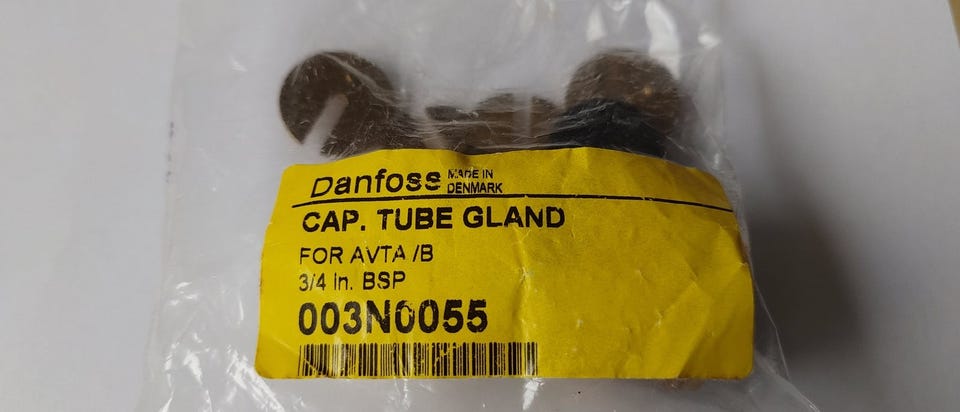 Danfoss MADE IN
DENMARK
CAP. TUBE GLAND
FOR AVTA /B
3/4 in. BSP
003N0055